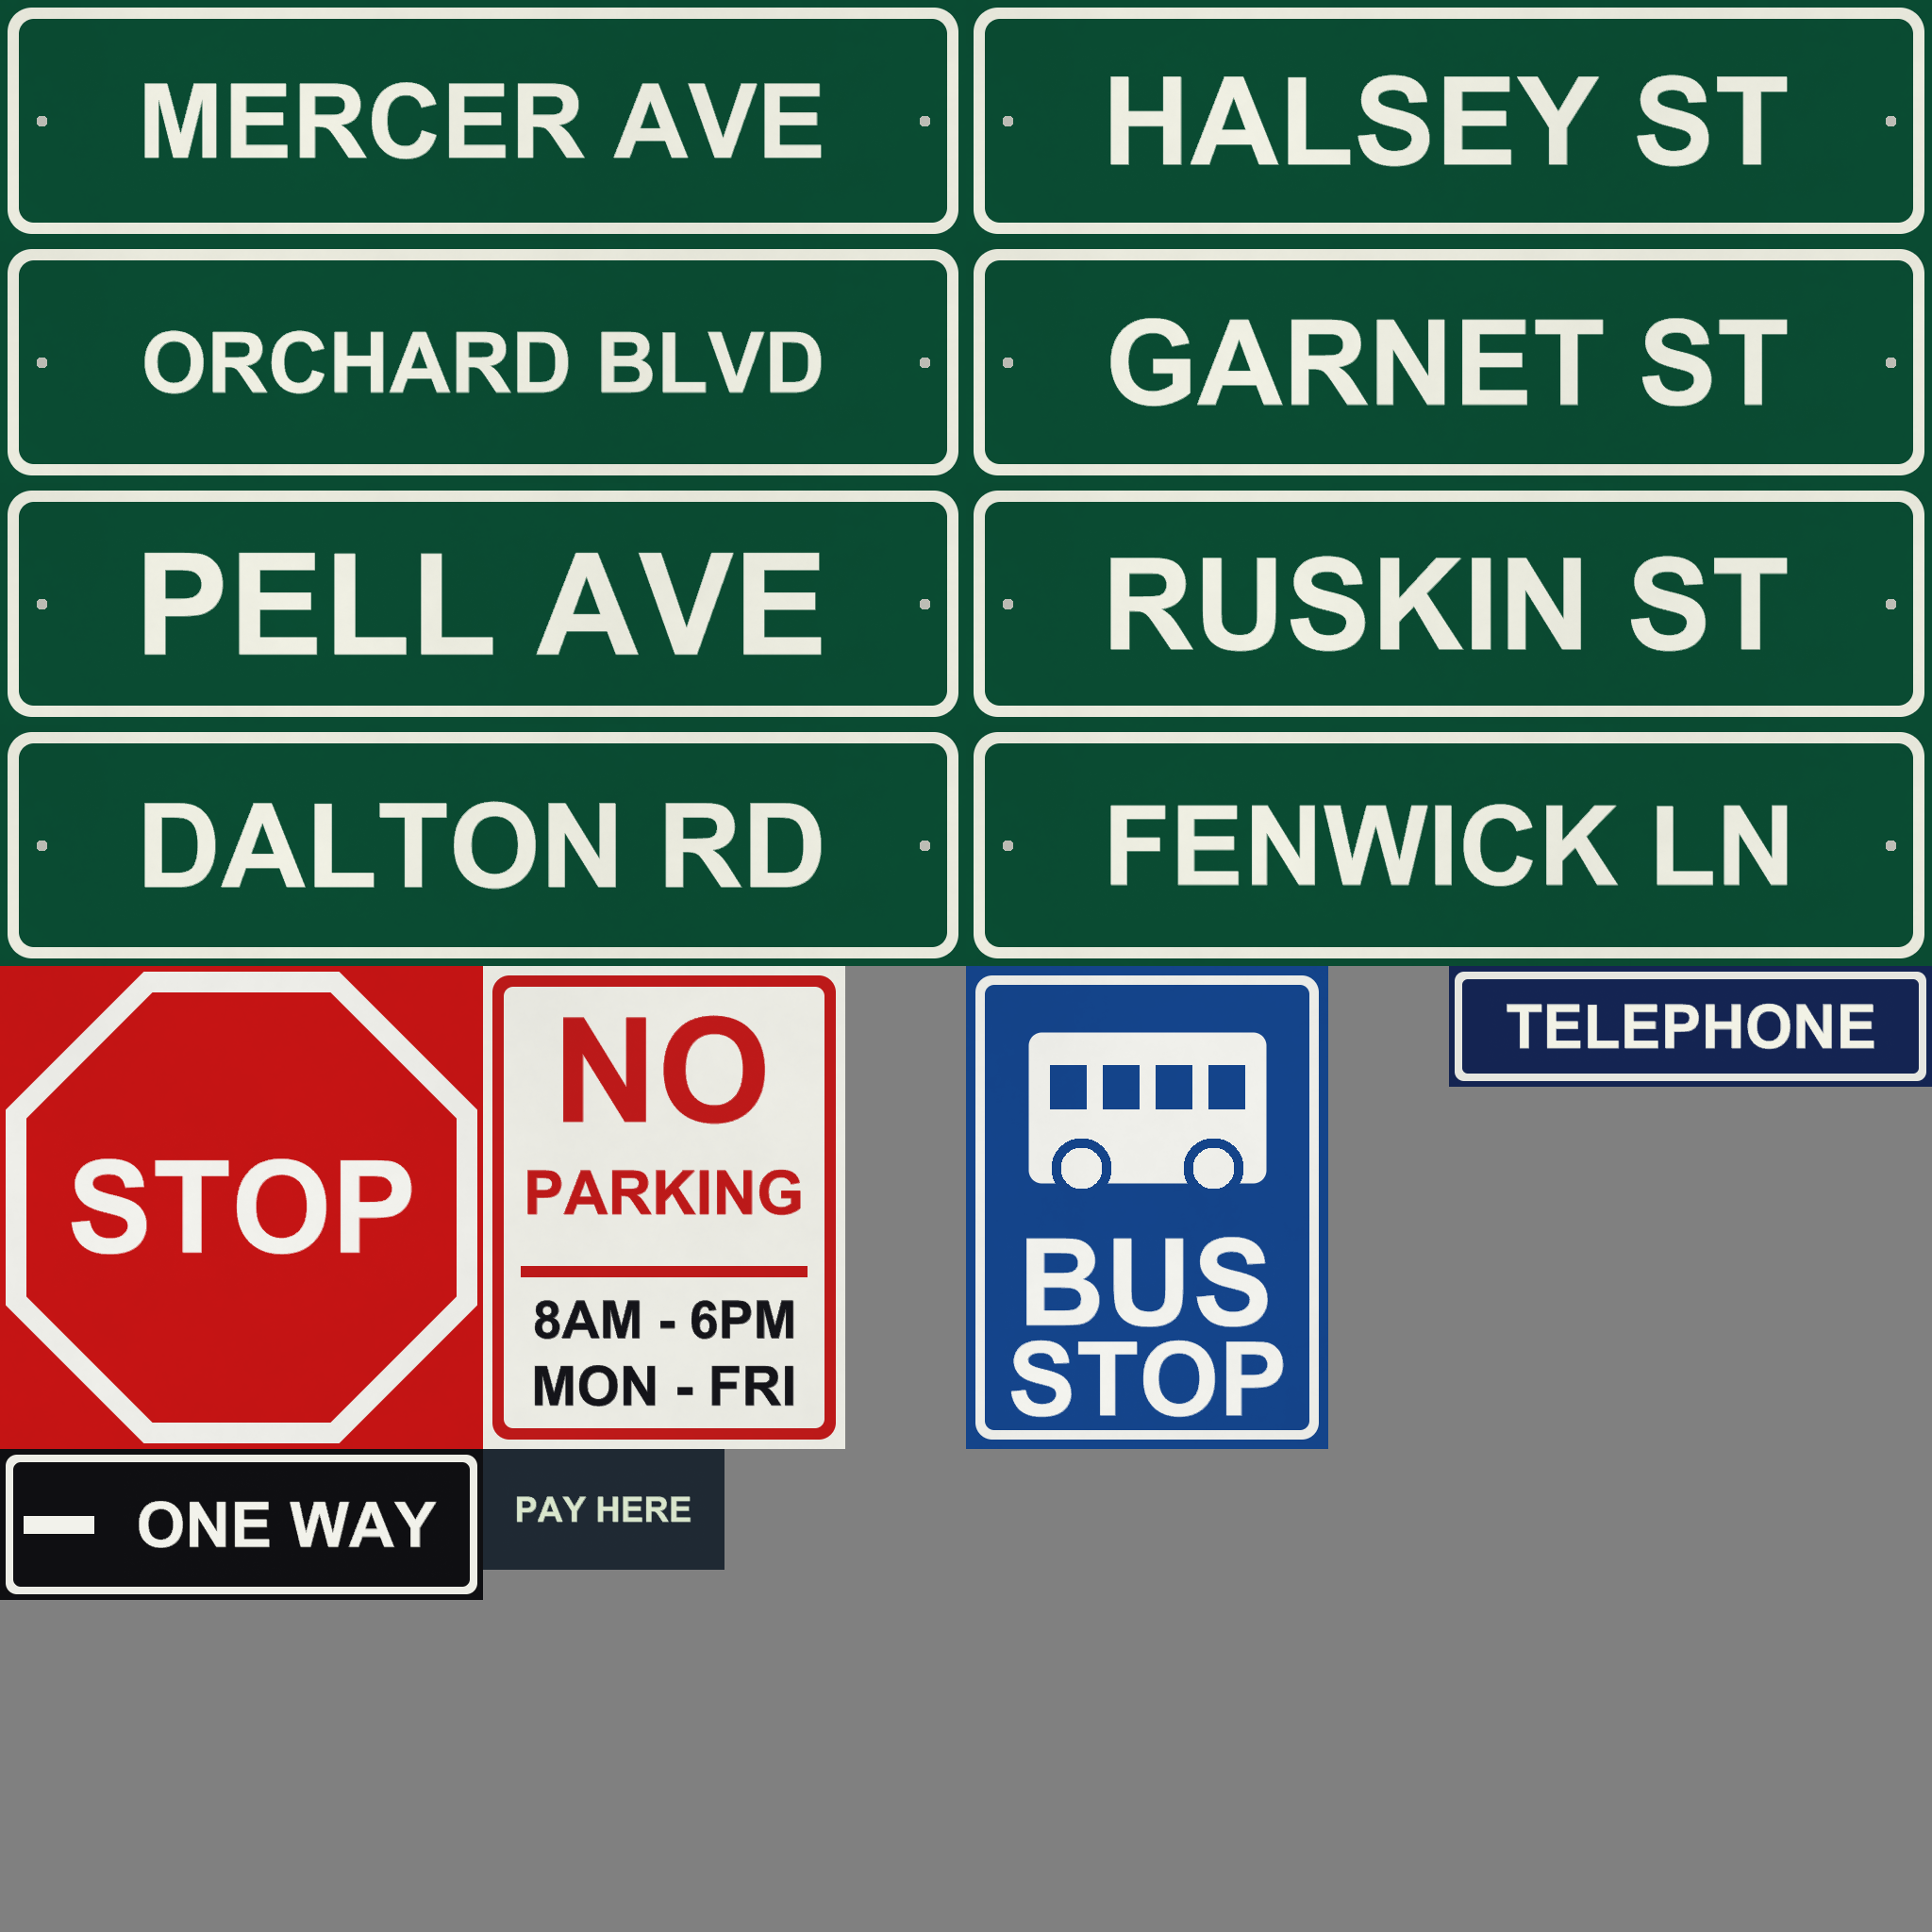 MERCER AVE
HALSEY ST
ORCHARD BLVD
GARNET ST
PELL AVE
RUSKIN ST
DALTON RD
FENWICK LN
STOP
NO
PARKING
8AM - 6PM
MON - FRI
BUS
STOP
TELEPHONE
ONE WAY
PAY HERE